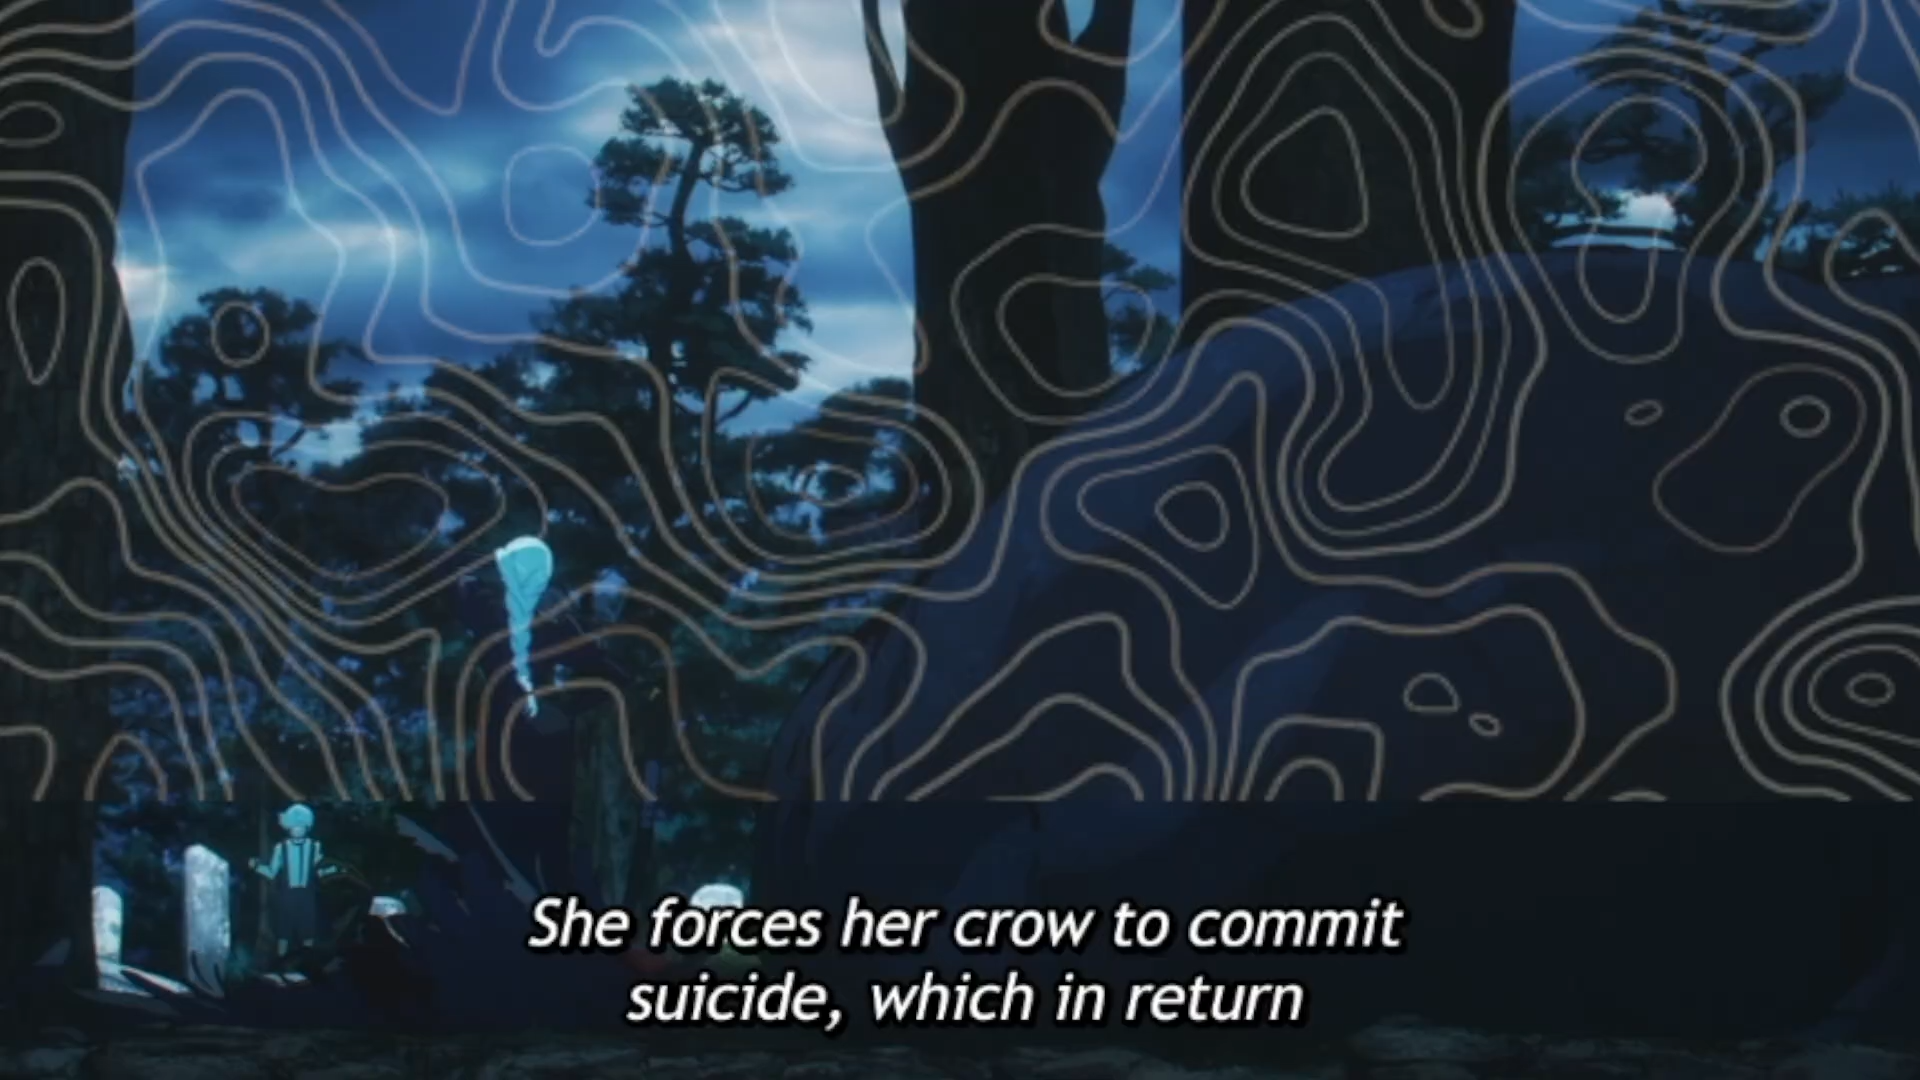 She forces her crow to commit
suicide, which in return